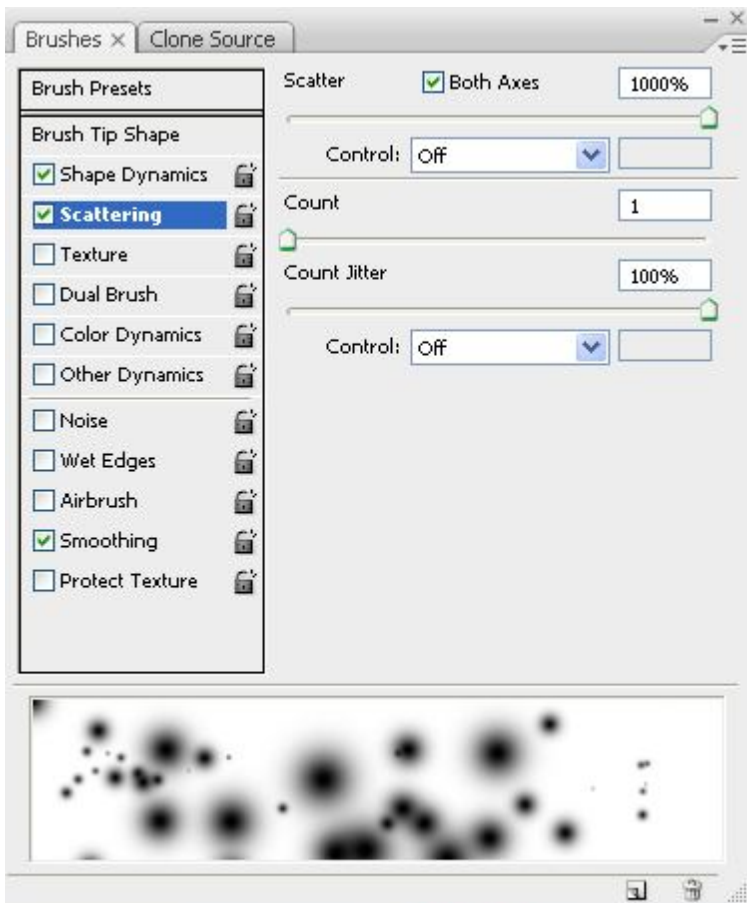 Brushes × Clone Source
Brush Presets
Brush Tip Shape
Shape Dynamics
Scattering
Texture
Dual Brush
Color Dynamics
Other Dynamics
Noise
Wet Edges
Airbrush
Smoothing
Protect Texture
Scatter Both Axes 1000%
Control: Off
Count 1
Count Jitter 100%
Control: Off